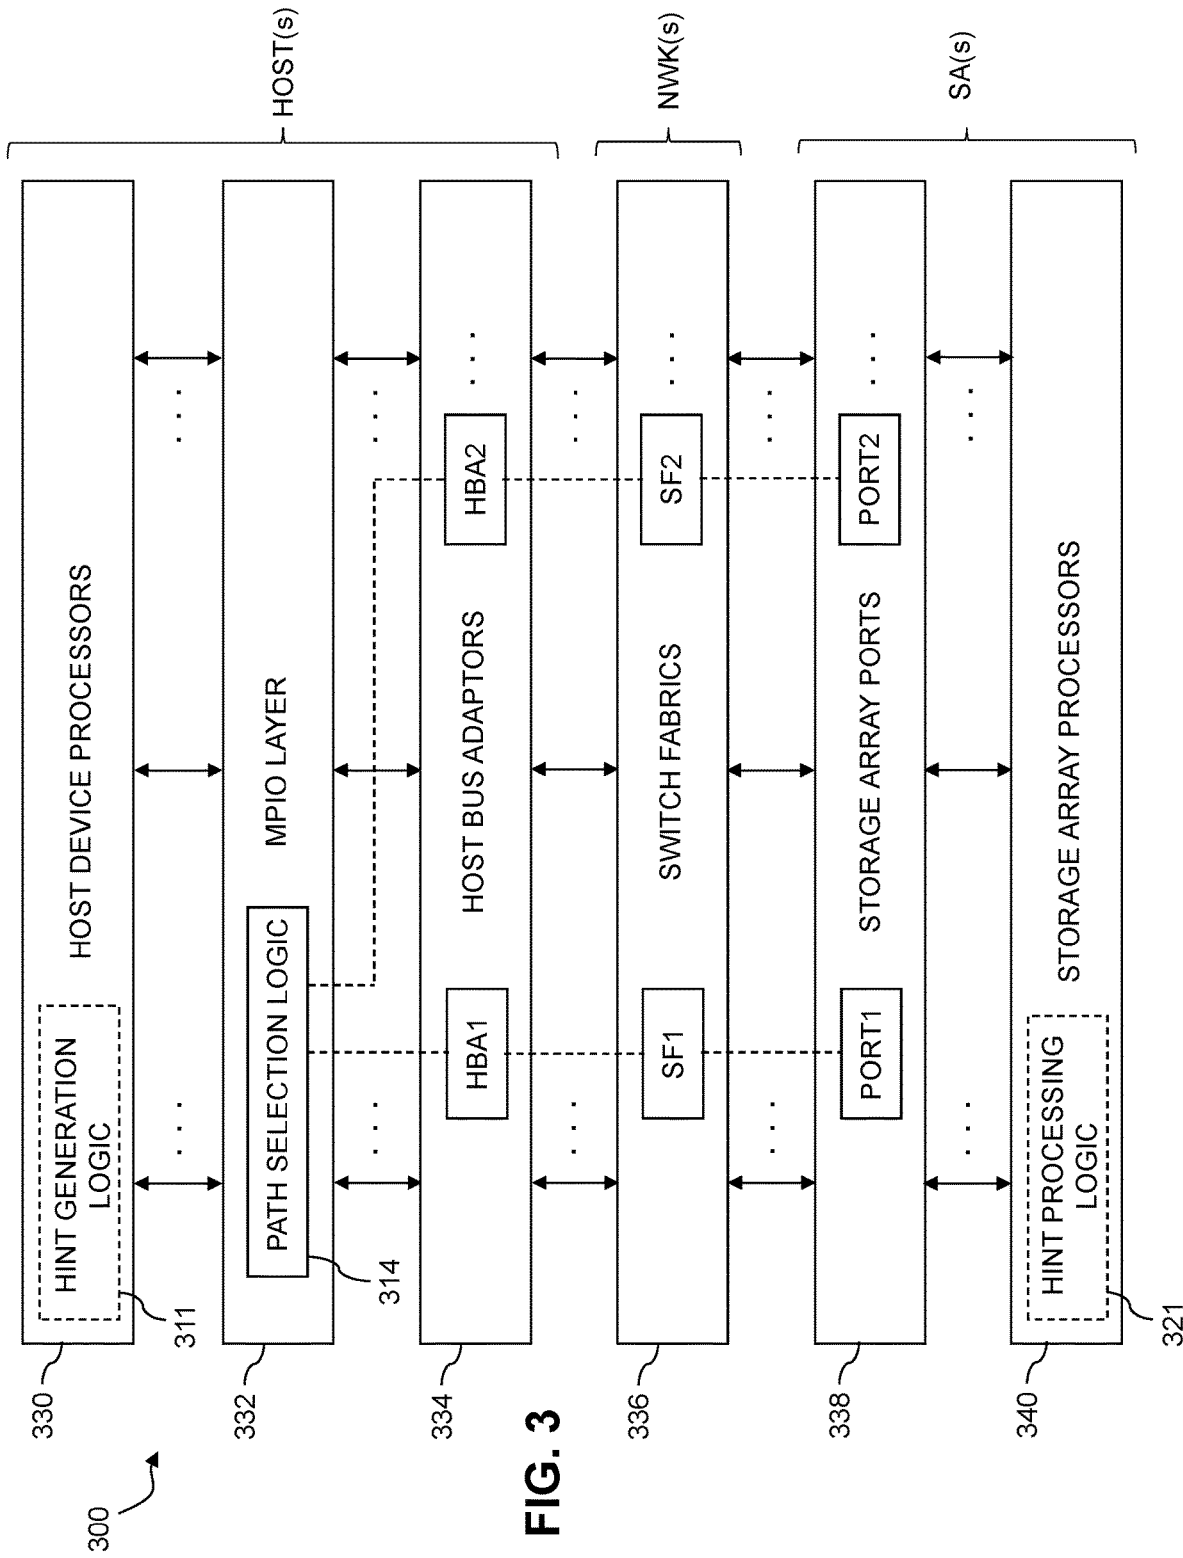 300
330
HINT GENERATION
LOGIC
311
HOST DEVICE PROCESSORS
HOST(s)
332
PATH SELECTION LOGIC
314
MPIO LAYER
334
HBA1
HOST BUS ADAPTORS
HBA2
336
SF1
SWITCH FABRICS
SF2
NWK(s)
338
PORT1
STORAGE ARRAY PORTS
PORT2
SA(s)
340
HINT PROCESSING
LOGIC
321
STORAGE ARRAY PROCESSORS
FIG. 3